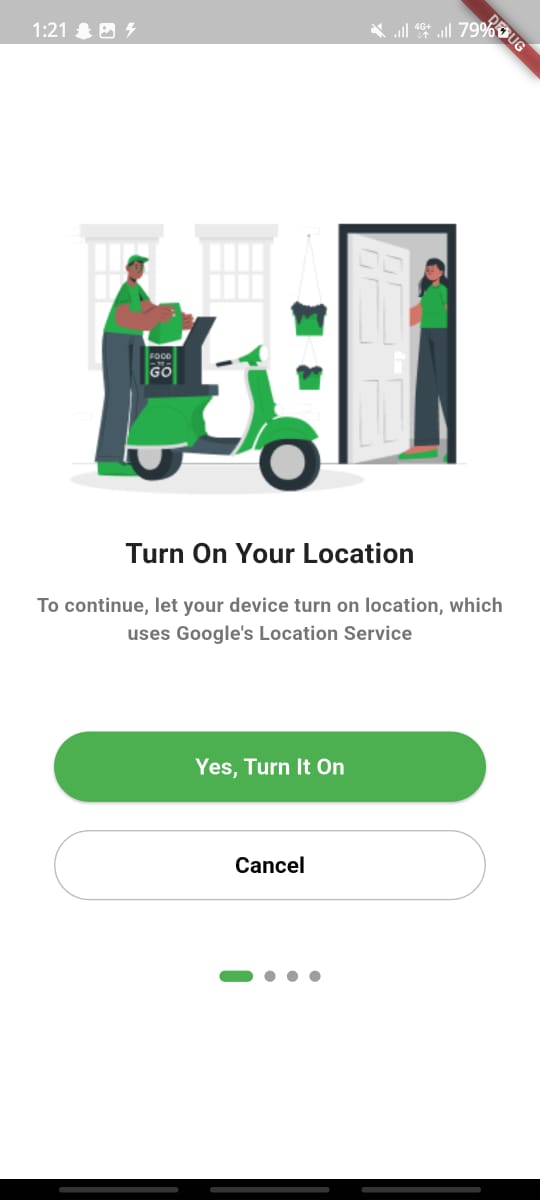 1:21
4G+
79%
DEBUG
FOOD
TO
GO
Turn On Your Location
To continue, let your device turn on location, which
uses Google's Location Service
Yes, Turn It On
Cancel